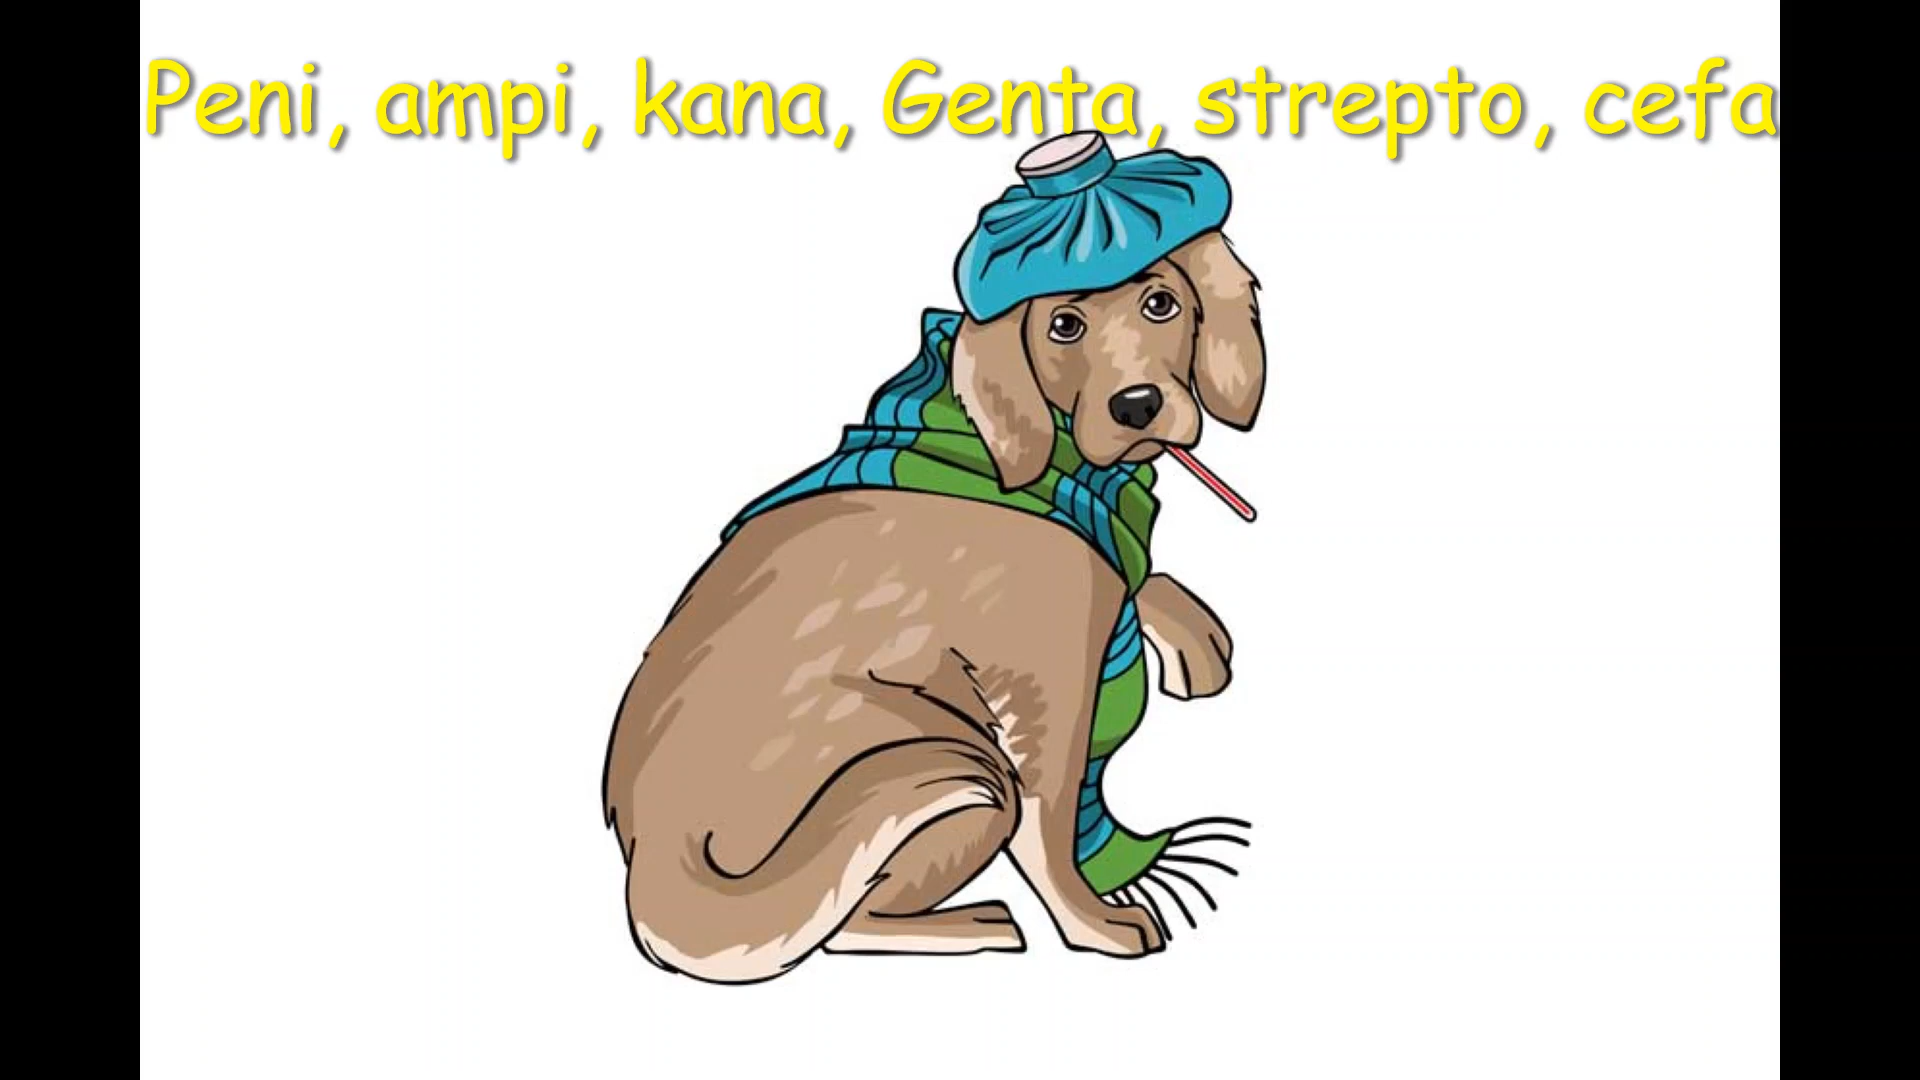 Peni, ampi, kana, Genta, strepto, cefa